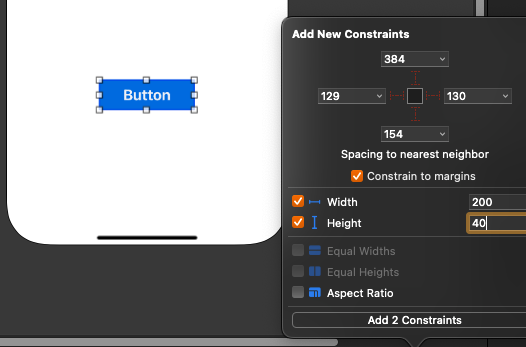 Add New Constraints
384
Button
129
130
154
Spacing to nearest neighbor
Constrain to margins
Width
200
Height
40
Equal Widths
Equal Heights
Aspect Ratio
Add 2 Constraints